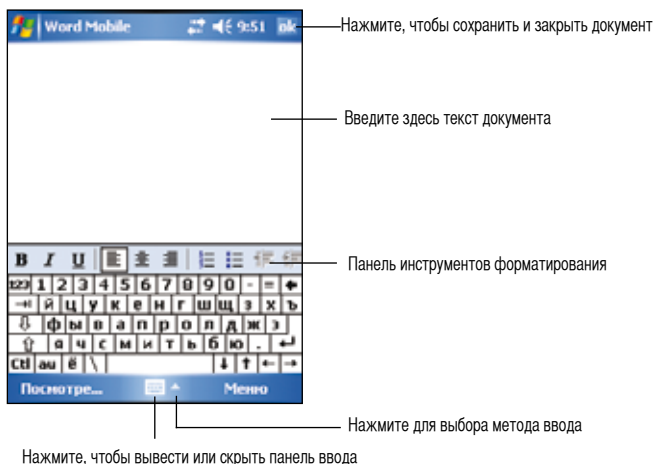 Word Mobile 9:51 ok
Нажмите, чтобы сохранить и закрыть документ
Введите здесь текст документа
B I U
Панель инструментов форматирования
123 1 2 3 4 5 6 7 8 9 0 - =
й ц у к е н г ш щ з х ъ
ф ы в а п р о л д ж э
я ч с м и т ь б ю .
Ctl аü ё \
Посмотре... Меню
Нажмите для выбора метода ввода
Нажмите, чтобы вывести или скрыть панель ввода